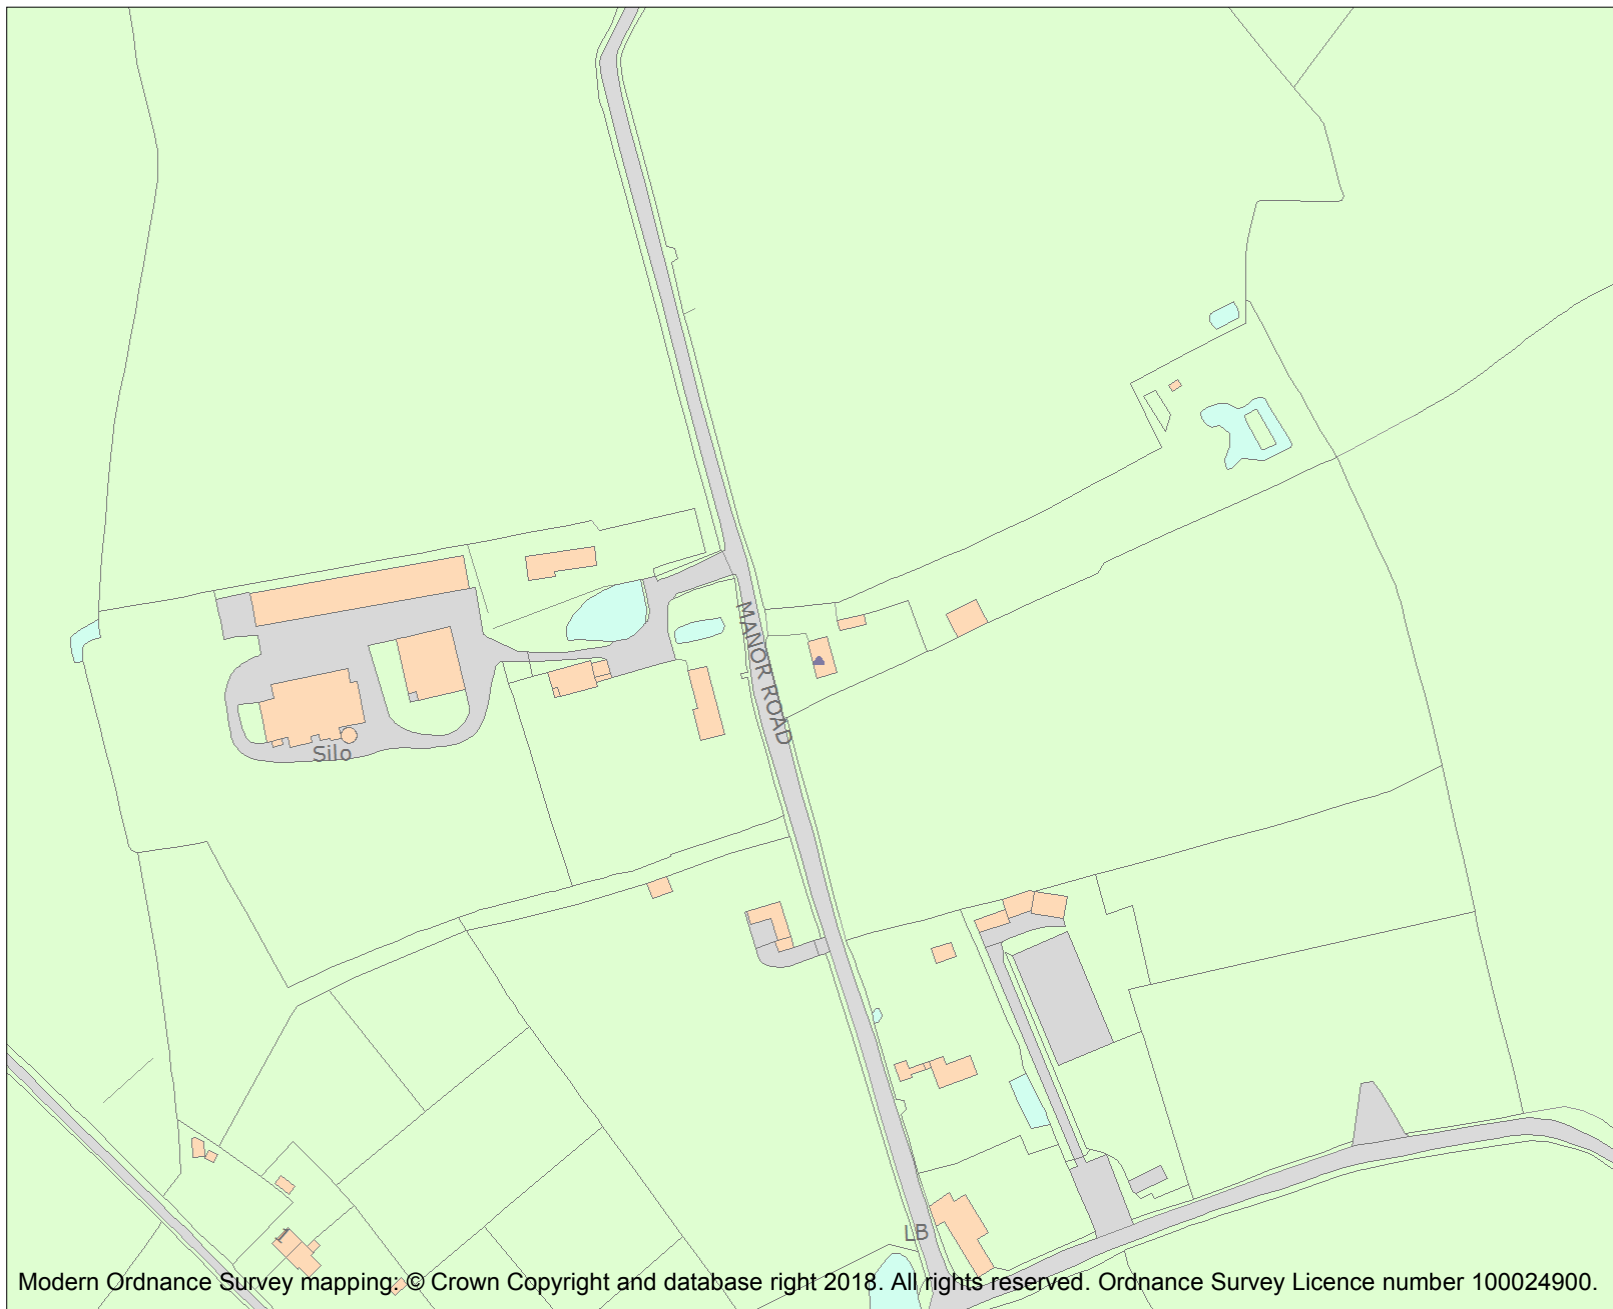 MANOR ROAD
Silo
LB
1
Modern Ordnance Survey mapping: © Crown Copyright and database right 2018. All rights reserved. Ordnance Survey Licence number 100024900.